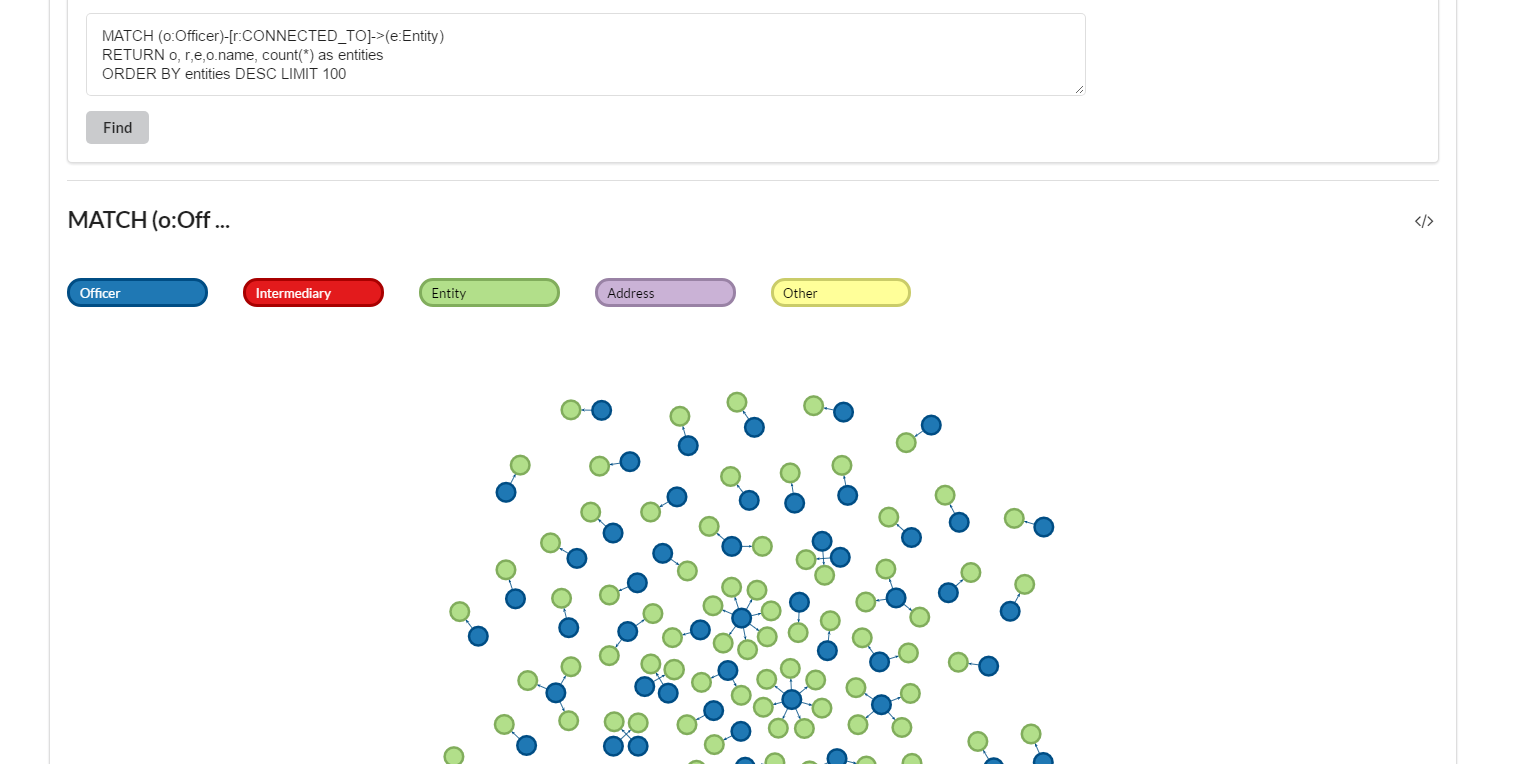 MATCH (o:Officer)-[r:CONNECTED_TO]->(e:Entity)
RETURN o, r,e,o.name, count(*) as entities
ORDER BY entities DESC LIMIT 100
Find
MATCH (o:Off ...
</>
Officer
Intermediary
Entity
Address
Other